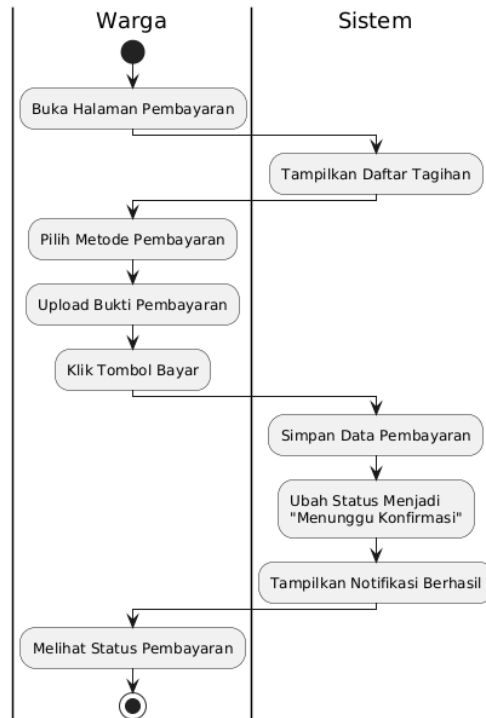 Warga
Sistem
Buka Halaman Pembayaran
Tampilkan Daftar Tagihan
Pilih Metode Pembayaran
Upload Bukti Pembayaran
Klik Tombol Bayar
Simpan Data Pembayaran
Ubah Status Menjadi
"Menunggu Konfirmasi"
Tampilkan Notifikasi Berhasil
Melihat Status Pembayaran